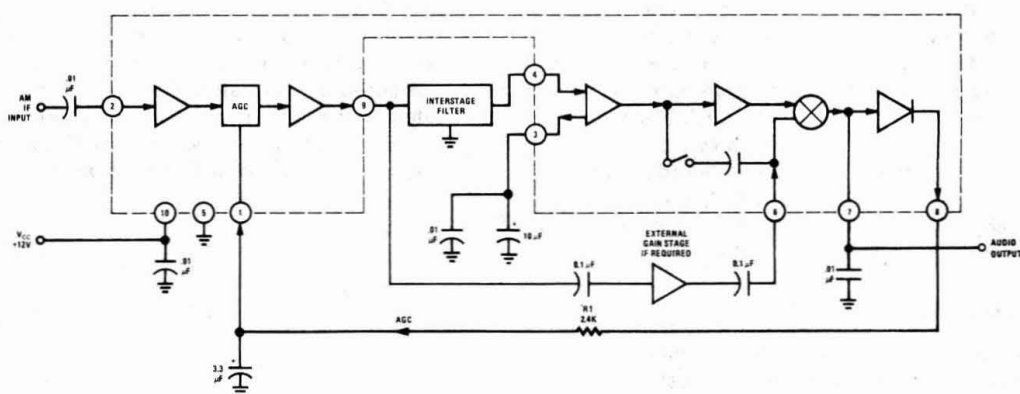 .01
μF
AM
IF
INPUT
2
AGC
9
INTERSTAGE
FILTER
4
3
10
5
1
VCC
+12V
.01
μF
.01
μF
+
10 μF
EXTERNAL
GAIN STAGE
IF REQUIRED
0.1 μF
0.1 μF
6
7
8
AUDIO
OUTPUT
.01
μF
AGC
R1
2.4K
+
3.3
μF